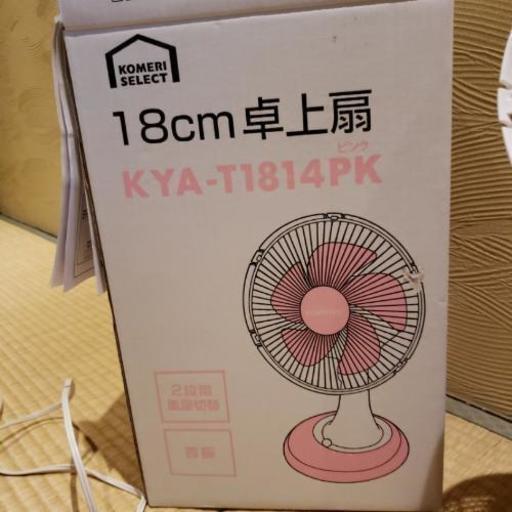 KOMERI
SELECT
18cm卓上扇
ピンク
KYA-T1814PK
2段階
風量切替
首振